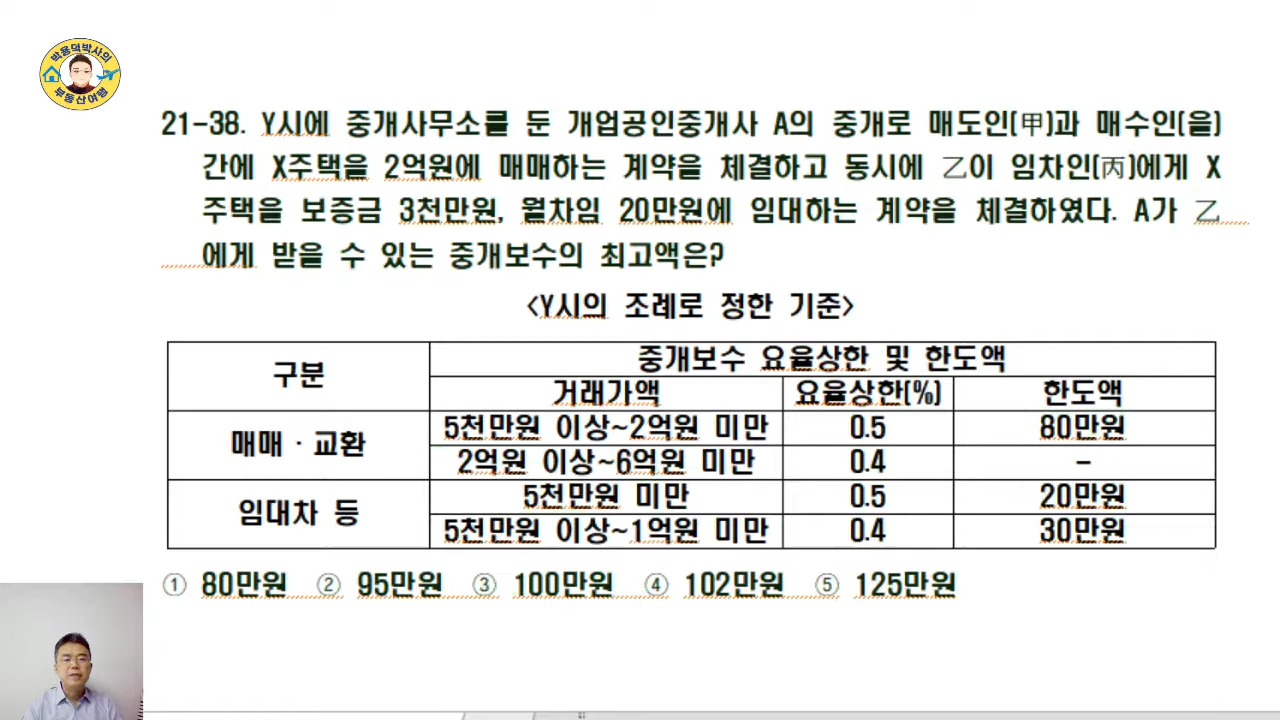 박용덕박사의
부동산여행
21-38. Y시에 중개사무소를 둔 개업공인중개사 A의 중개로 매도인(甲)과 매수인(을)
간에 X주택을 2억원에 매매하는 계약을 체결하고 동시에 乙이 임차인(丙)에게 X
주택을 보증금 3천만원, 월차임 20만원에 임대하는 계약을 체결하였다. A가 乙
에게 받을 수 있는 중개보수의 최고액은?
<Y시의 조례로 정한 기준>
구분 중개보수 요율상한 및 한도액
거래가액 요율상한(%) 한도액
매매·교환 5천만원 이상~2억원 미만 0.5 80만원
2억원 이상~6억원 미만 0.4 -
임대차 등 5천만원 미만 0.5 20만원
5천만원 이상~1억원 미만 0.4 30만원
① 80만원 ② 95만원 ③ 100만원 ④ 102만원 ⑤ 125만원